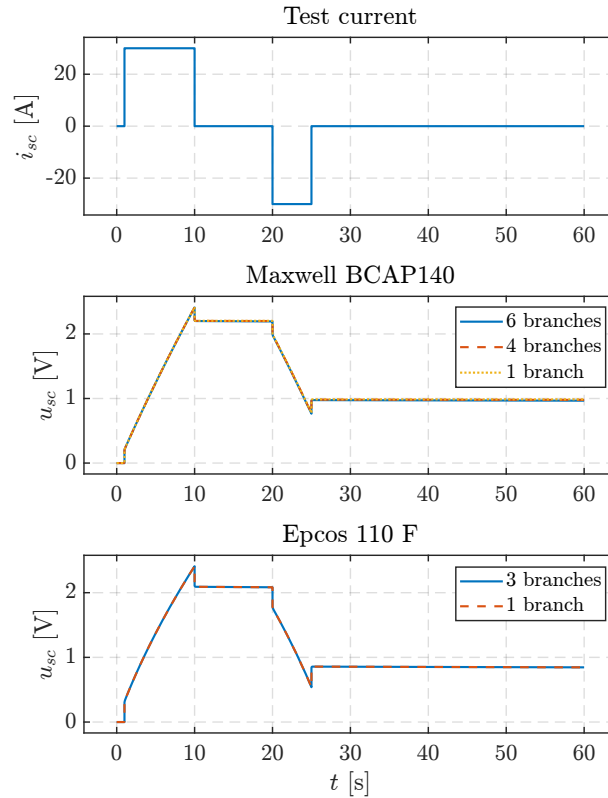 Test current
i_sc [A]
20
0
-20
0 10 20 30 40 50 60
Maxwell BCAP140
u_sc [V]
2
1
0
6 branches
4 branches
1 branch
0 10 20 30 40 50 60
Epcos 110 F
u_sc [V]
2
1
0
3 branches
1 branch
0 10 20 30 40 50 60
t [s]